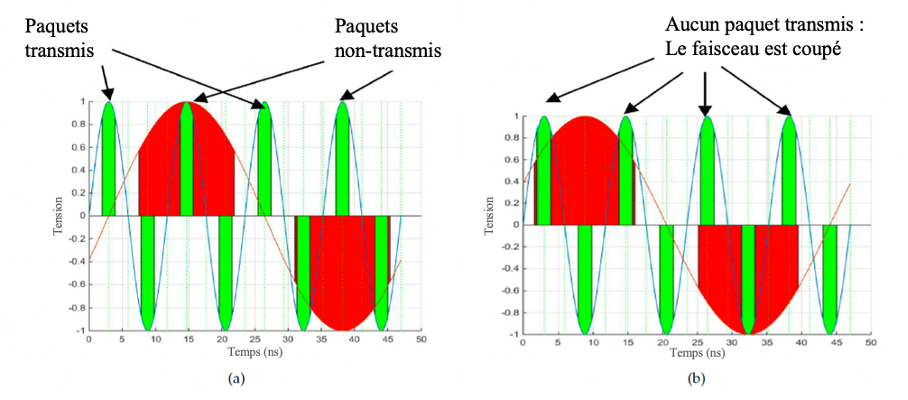 Paquets
transmis
Paquets
non-transmis
Aucun paquet transmis :
Le faisceau est coupé
1
0.8
0.6
0.4
0.2
0
-0.2
-0.4
-0.6
-0.8
-1
Tension
0 5 10 15 20 25 30 35 40 45 50
Temps (ns)
(a)
1
0.8
0.6
0.4
0.2
0
-0.2
-0.4
-0.6
-0.8
-1
Tension
0 5 10 15 20 25 30 35 40 45 50
Temps (ns)
(b)